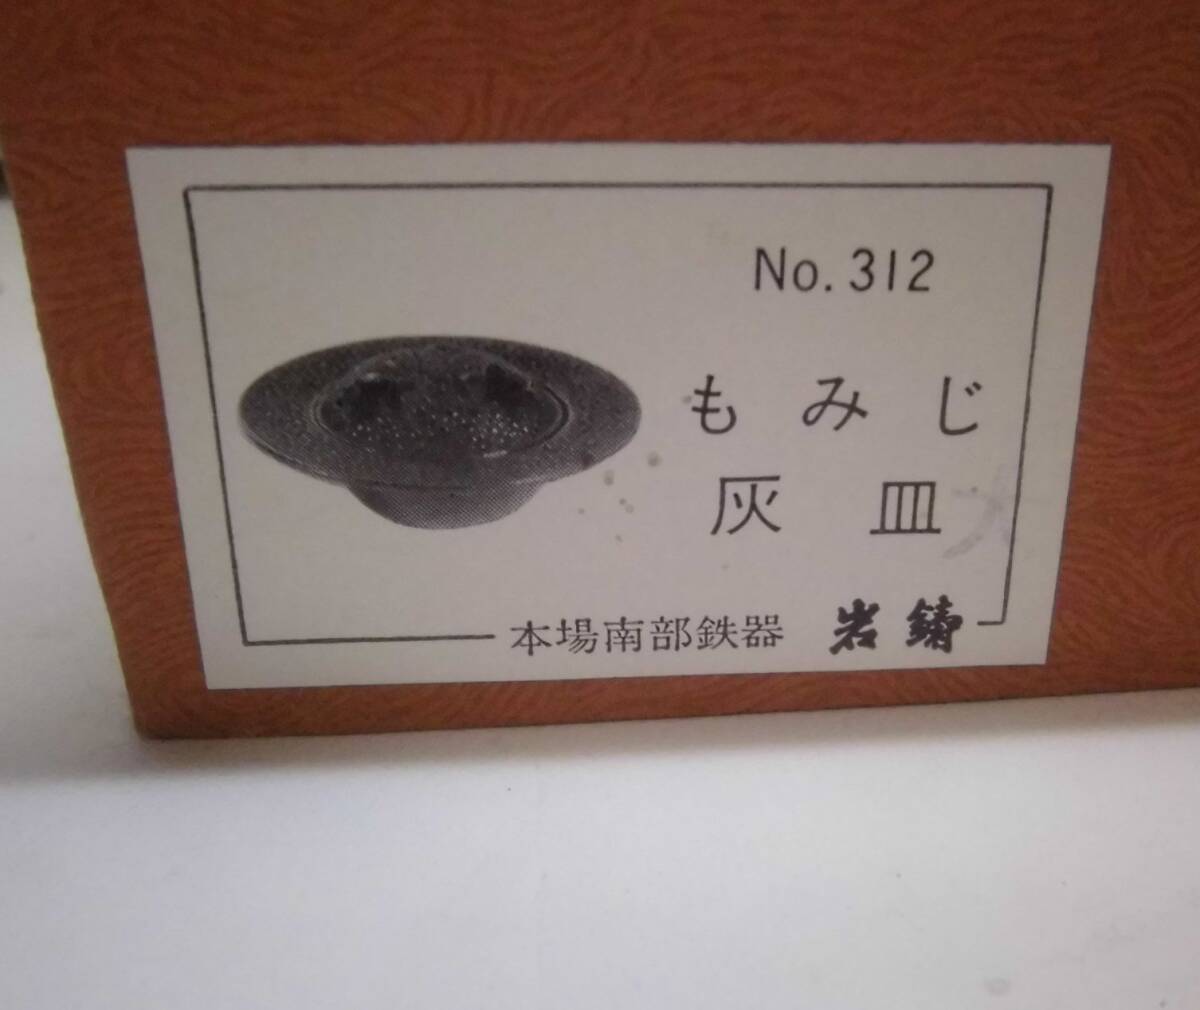 No.312
もみじ
灰皿
本場南部鉄器 岩鋳